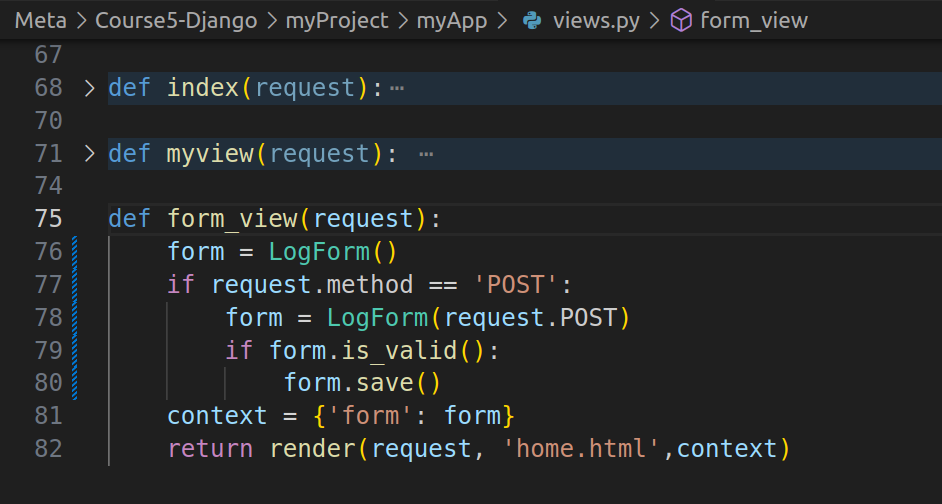 Meta > Course5-Django > myProject > myApp > views.py > form_view
67
68 > def index(request):⋯
70
71 > def myview(request): ⋯
74
75 def form_view(request):
76     form = LogForm()
77     if request.method == 'POST':
78         form = LogForm(request.POST)
79         if form.is_valid():
80             form.save()
81     context = {'form': form}
82     return render(request, 'home.html',context)